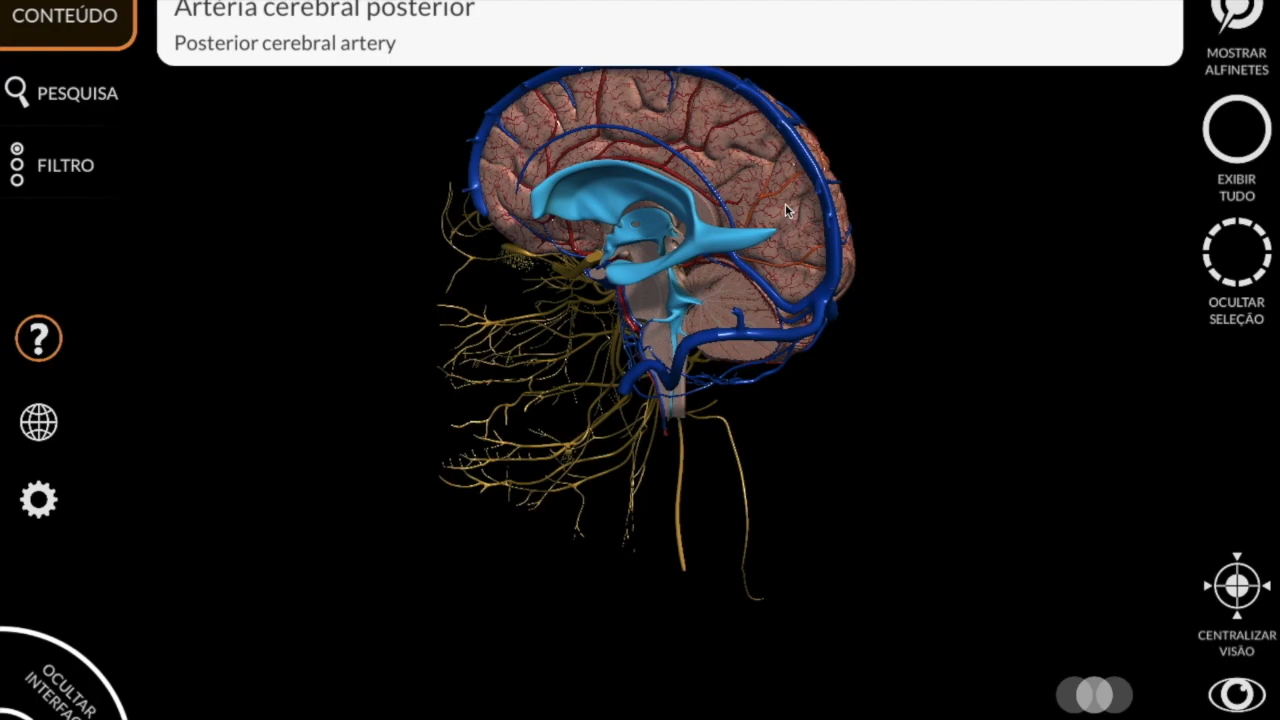 CONTEÚDO
Artéria cerebral posterior
Posterior cerebral artery
PESQUISA
FILTRO
MOSTRAR
ALFINETES
EXIBIR
TUDO
OCULTAR
SELEÇÃO
CENTRALIZAR
VISÃO
OCULTAR